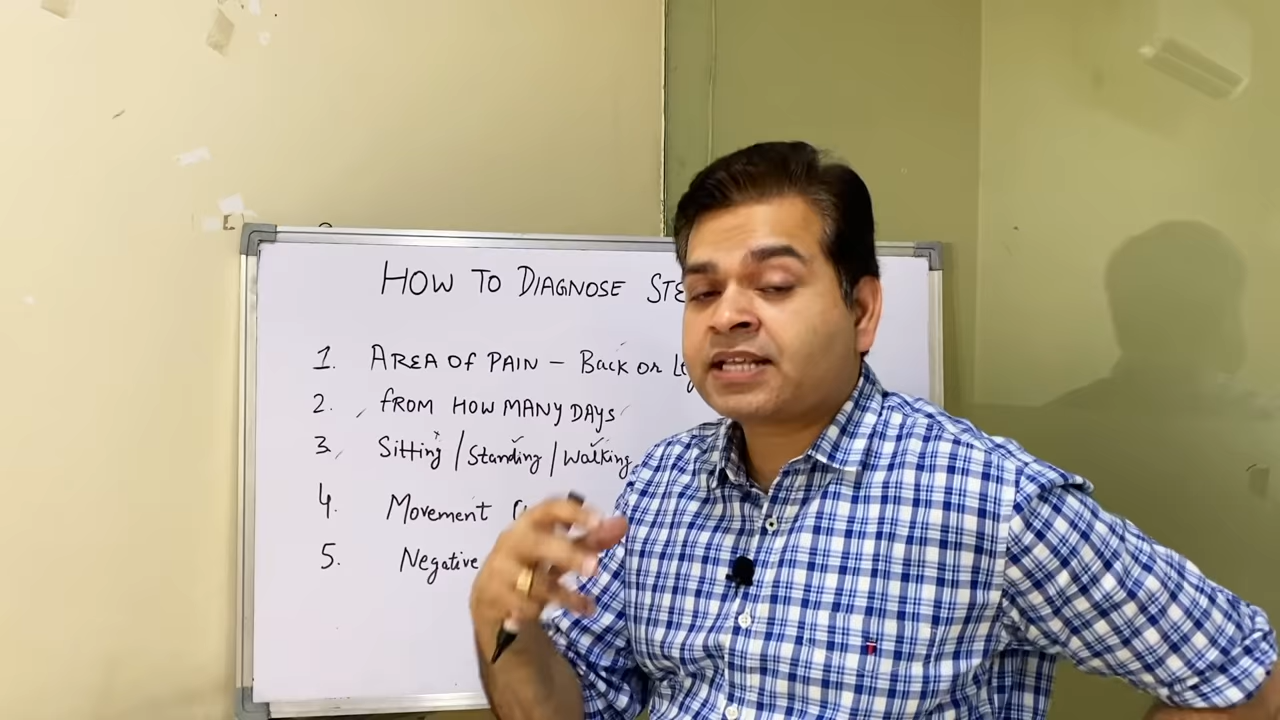 HOW TO DIAGNOSE STE
1. AREA OF PAIN – Back or Le
2. FROM HOW MANY DAYS
3. Sitting / Standing / Walking
4. Movement
5. Negative